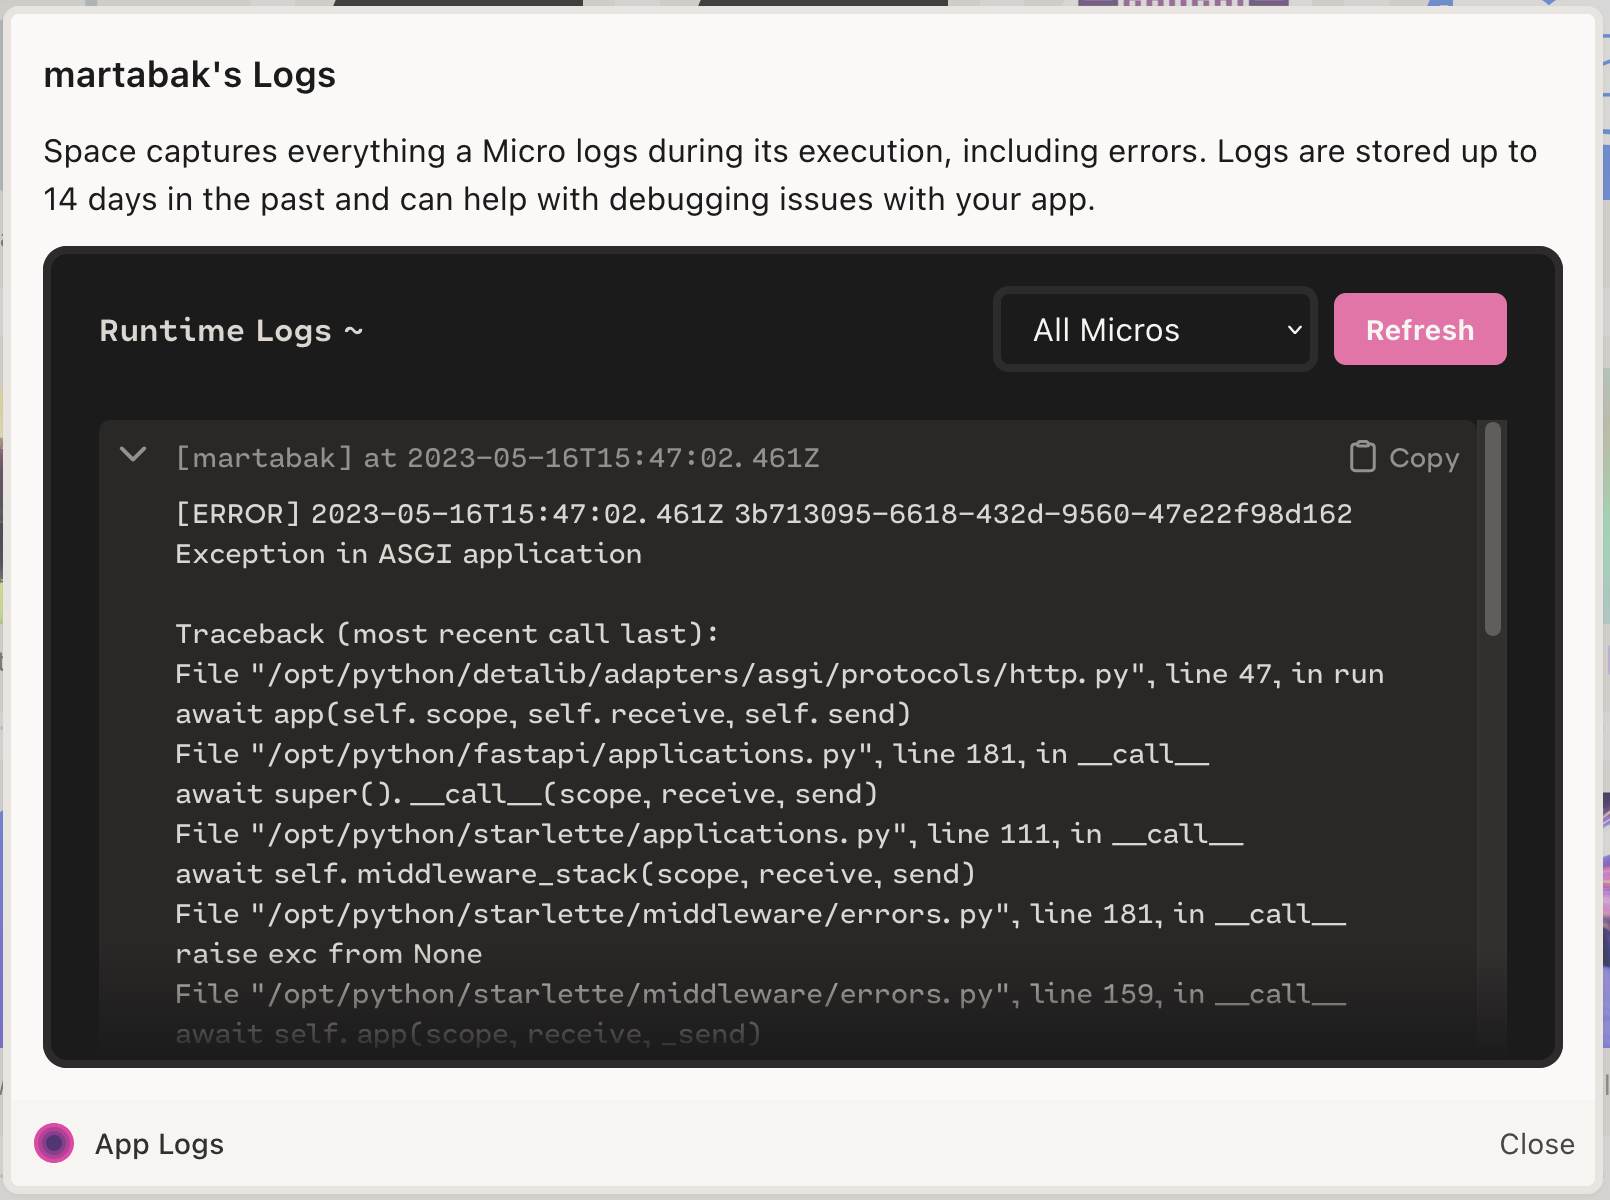 martabak's Logs
Space captures everything a Micro logs during its execution, including errors. Logs are stored up to
14 days in the past and can help with debugging issues with your app.
Runtime Logs ~
All Micros
Refresh
[martabak] at 2023-05-16T15:47:02.461Z
Copy
[ERROR] 2023-05-16T15:47:02.461Z 3b713095-6618-432d-9560-47e22f98d162
Exception in ASGI application
Traceback (most recent call last):
File "/opt/python/detalib/adapters/asgi/protocols/http.py", line 47, in run
await app(self.scope, self.receive, self.send)
File "/opt/python/fastapi/applications.py", line 181, in __call__
await super().__call__(scope, receive, send)
File "/opt/python/starlette/applications.py", line 111, in __call__
await self.middleware_stack(scope, receive, send)
File "/opt/python/starlette/middleware/errors.py", line 181, in __call__
raise exc from None
File "/opt/python/starlette/middleware/errors.py", line 159, in __call__
await self.app(scope, receive, _send)
App Logs
Close